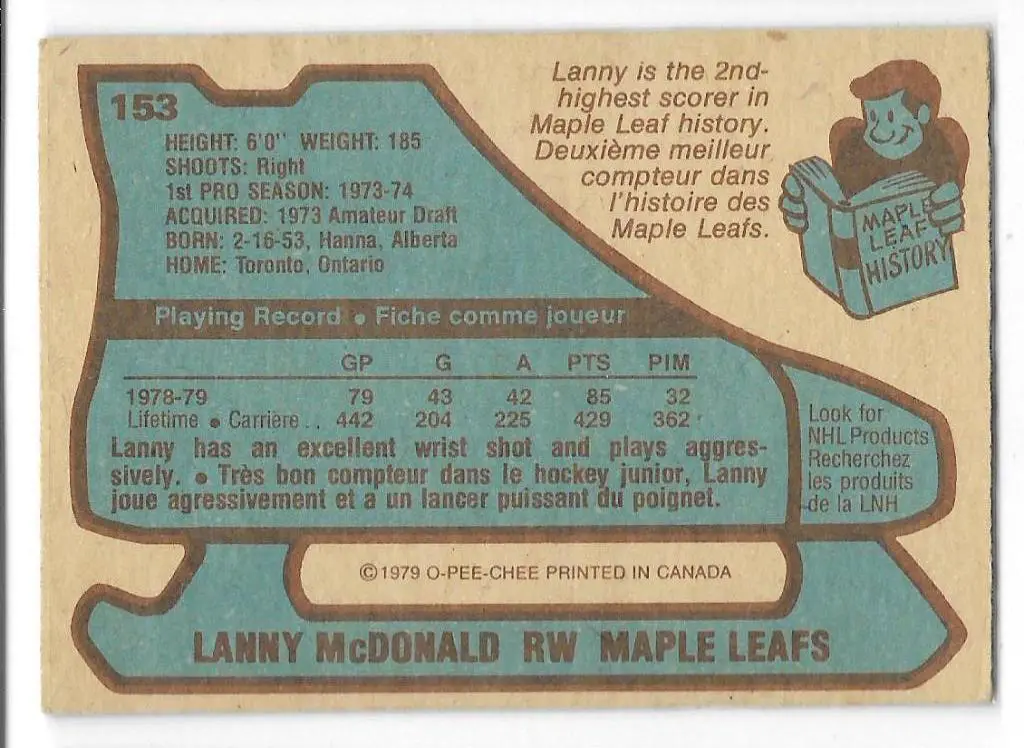 153
HEIGHT: 6'0" WEIGHT: 185
SHOOTS: Right
1st PRO SEASON: 1973-74
ACQUIRED: 1973 Amateur Draft
BORN: 2-16-53, Hanna, Alberta
HOME: Toronto, Ontario
Lanny is the 2nd-
highest scorer in
Maple Leaf history.
Deuxième meilleur
compteur dans
l'histoire des
Maple Leafs.
MAPLE
LEAF
HISTORY
Playing Record • Fiche comme joueur
GP G A PTS PIM
1978-79 79 43 42 85 32
Lifetime • Carrière .. 442 204 225 429 362
Lanny has an excellent wrist shot and plays aggres-
sively. • Très bon compteur dans le hockey junior, Lanny
joue agressivement et a un lancer puissant du poignet.
Look for
NHL Products
Recherchez
les produits
de la LNH
© 1979 O-PEE-CHEE PRINTED IN CANADA
LANNY McDONALD RW MAPLE LEAFS